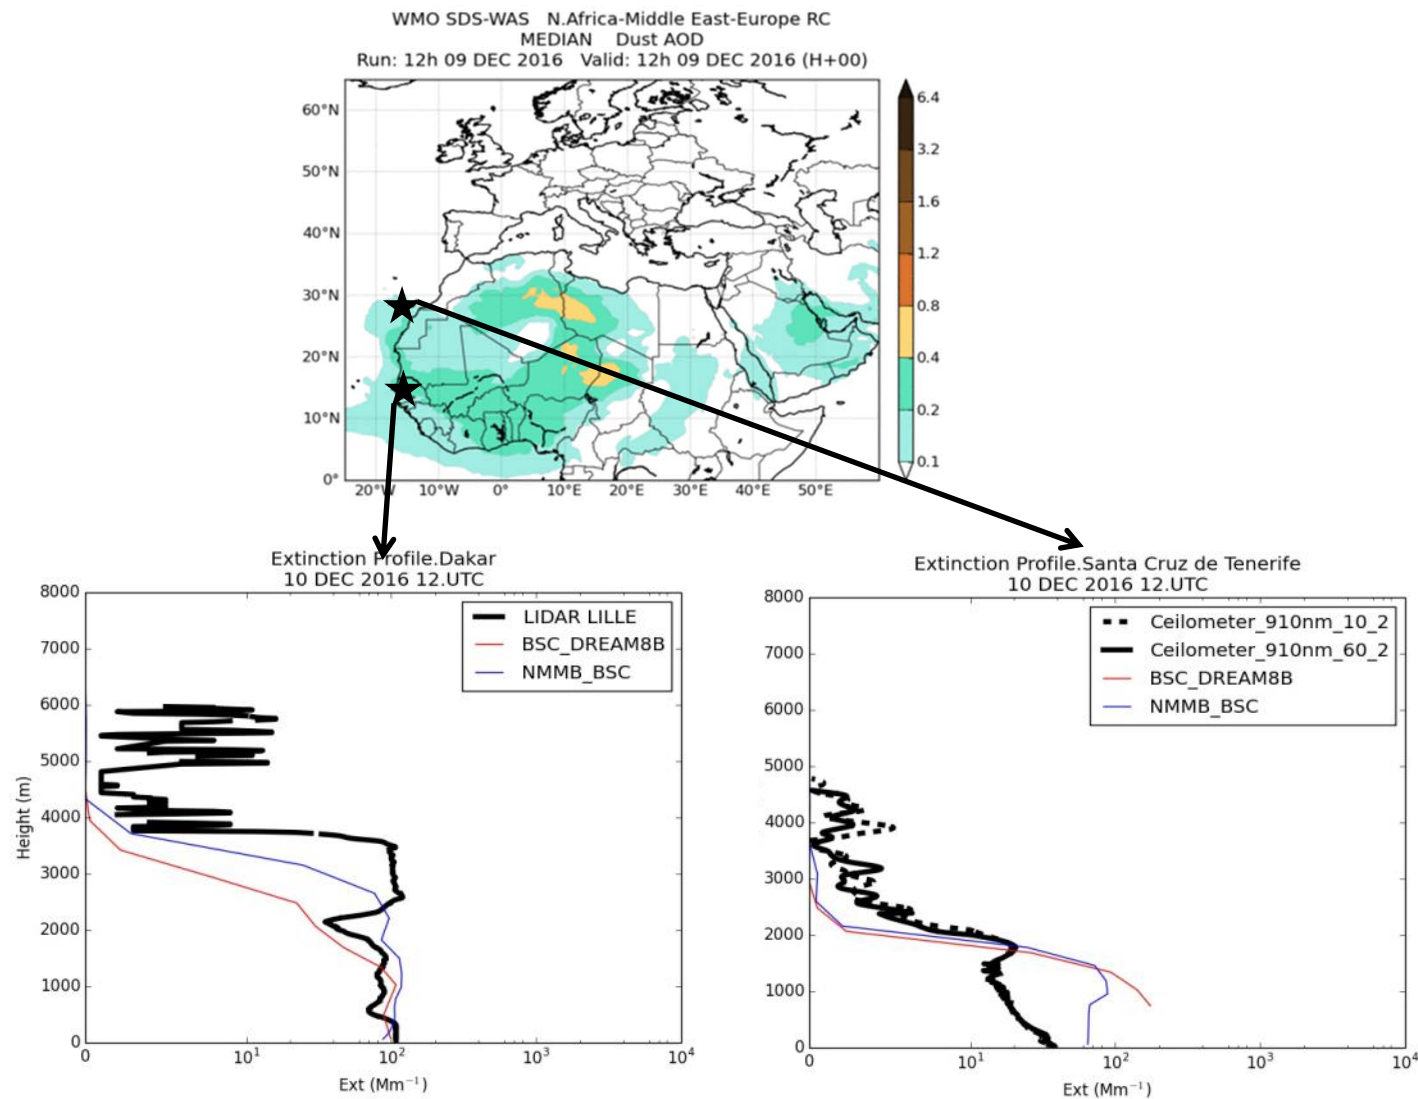 WMO SDS-WAS   N.Africa-Middle East-Europe RC
MEDIAN    Dust AOD
Run: 12h 09 DEC 2016   Valid: 12h 09 DEC 2016 (H+00)
60°N
50°N
40°N
30°N
20°N
10°N
0°
20°W
10°W
0°
10°E
20°E
30°E
40°E
50°E
6.4
3.2
1.6
1.2
0.8
0.4
0.2
0.1
Extinction Profile.Dakar
10 DEC 2016 12.UTC
8000
7000
6000
5000
4000
3000
2000
1000
0
Height (m)
LIDAR LILLE
BSC_DREAM8B
NMMB_BSC
0
10¹
10²
10³
10⁴
Ext (Mm⁻¹)
Extinction Profile.Santa Cruz de Tenerife
10 DEC 2016 12.UTC
8000
7000
6000
5000
4000
3000
2000
1000
0
Ceilometer_910nm_10_2
Ceilometer_910nm_60_2
BSC_DREAM8B
NMMB_BSC
0
10¹
10²
10³
10⁴
Ext (Mm⁻¹)